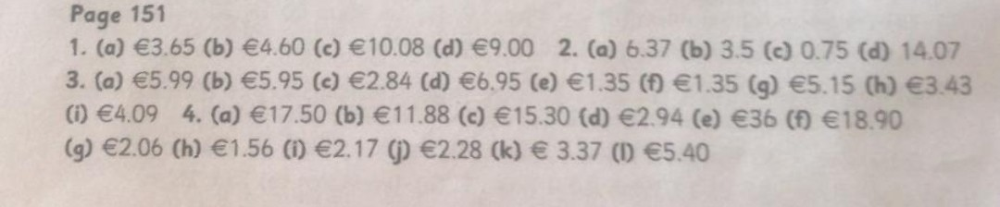 Page 151
1. (a) €3.65 (b) €4.60 (c) €10.08 (d) €9.00 2. (a) 6.37 (b) 3.5 (c) 0.75 (d) 14.07
3. (a) €5.99 (b) €5.95 (c) €2.84 (d) €6.95 (e) €1.35 (f) €1.35 (g) €5.15 (h) €3.43
(i) €4.09 4. (a) €17.50 (b) €11.88 (c) €15.30 (d) €2.94 (e) €36 (f) €18.90
(g) €2.06 (h) €1.56 (i) €2.17 (j) €2.28 (k) € 3.37 (l) €5.40